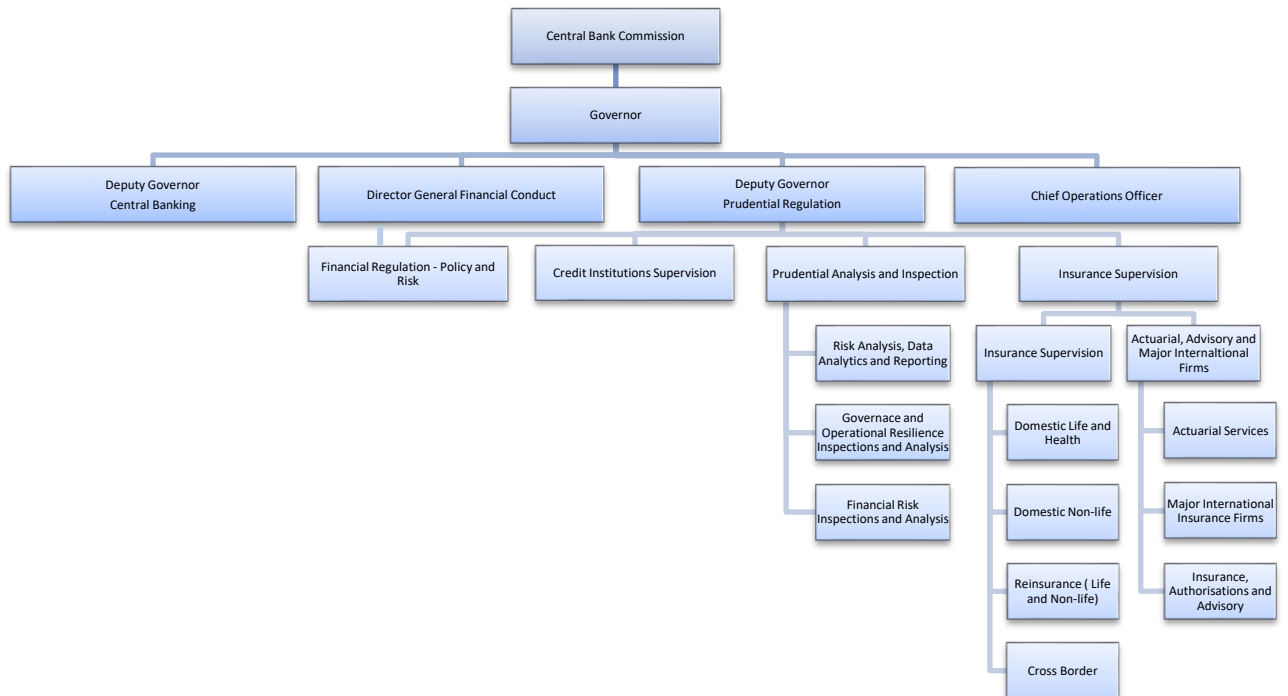 Central Bank Commission
Governor
Deputy Governor
Central Banking
Director General Financial Conduct
Deputy Governor
Prudential Regulation
Chief Operations Officer
Financial Regulation - Policy and
Risk
Credit Institutions Supervision
Prudential Analysis and Inspection
Insurance Supervision
Risk Analysis, Data
Analytics and Reporting
Governace and
Operational Resilience
Inspections and Analysis
Financial Risk
Inspections and Analysis
Insurance Supervision
Domestic Life and
Health
Domestic Non-life
Reinsurance ( Life
and Non-life)
Cross Border
Actuarial, Advisory and
Major Internaltional
Firms
Actuarial Services
Major International
Insurance Firms
Insurance,
Authorisations and
Advisory